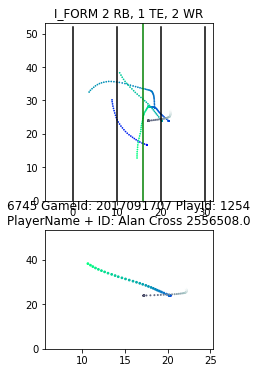 I_FORM 2 RB, 1 TE, 2 WR
50
40
30
20
10
0
0 10 20 30
6745 GameId: 2017091707 PlayId: 1254
PlayerName + ID: Alan Cross 2556508.0
40
20
0
10 15 20 25